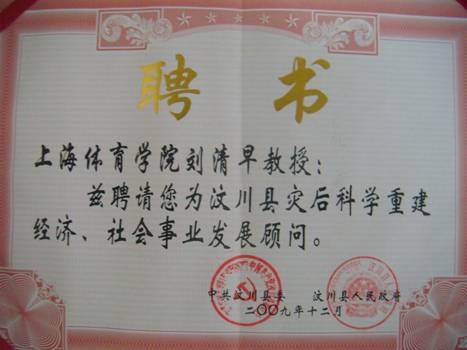 聘书
上海体育学院刘清早教授：
兹聘请您为汶川县灾后科学重建
经济、社会事业发展顾问。
中共汶川县委 汶川县人民政府
二〇〇九年十二月